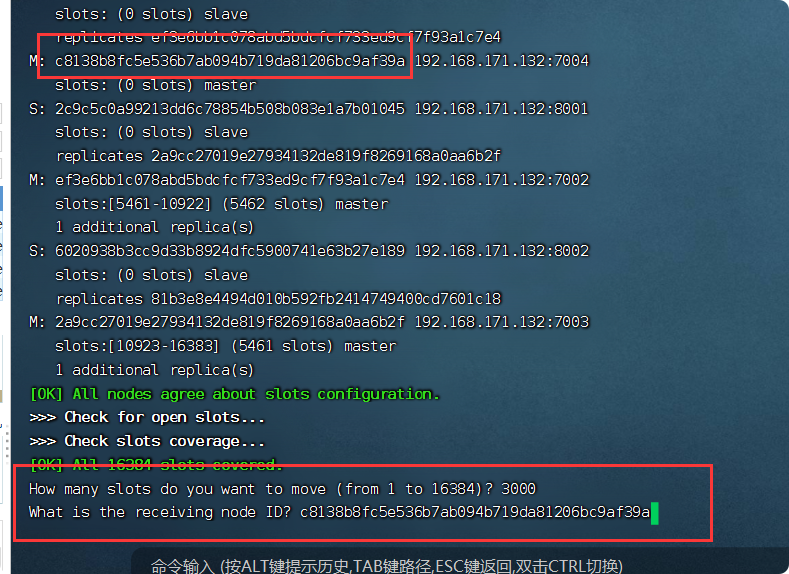 slots: (0 slots) slave
replicates ef3e6bb1c078abd5bdcfcf733ed9cf7f93a1c7e4
M: c8138b8fc5e536b7ab094b719da81206bc9af39a 192.168.171.132:7004
slots: (0 slots) master
S: 2c9c5c0a99213dd6c78854b508b083e1a7b01045 192.168.171.132:8001
slots: (0 slots) slave
replicates 2a9cc27019e27934132de819f8269168a0aa6b2f
M: ef3e6bb1c078abd5bdcfcf733ed9cf7f93a1c7e4 192.168.171.132:7002
slots:[5461-10922] (5462 slots) master
1 additional replica(s)
S: 6020938b3cc9d33b8924dfc5900741e63b27e189 192.168.171.132:8002
slots: (0 slots) slave
replicates 81b3e8e4494d010b592fb2414749400cd7601c18
M: 2a9cc27019e27934132de819f8269168a0aa6b2f 192.168.171.132:7003
slots:[10923-16383] (5461 slots) master
1 additional replica(s)
[OK] All nodes agree about slots configuration.
>>> Check for open slots...
>>> Check slots coverage...
[OK] All 16384 slots covered.
How many slots do you want to move (from 1 to 16384)? 3000
What is the receiving node ID? c8138b8fc5e536b7ab094b719da81206bc9af39a
命令输入 (按ALT键提示历史,TAB键路径,ESC键返回,双击CTRL切换)